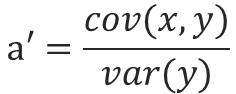 a′ = cov(x, y) / var(y)